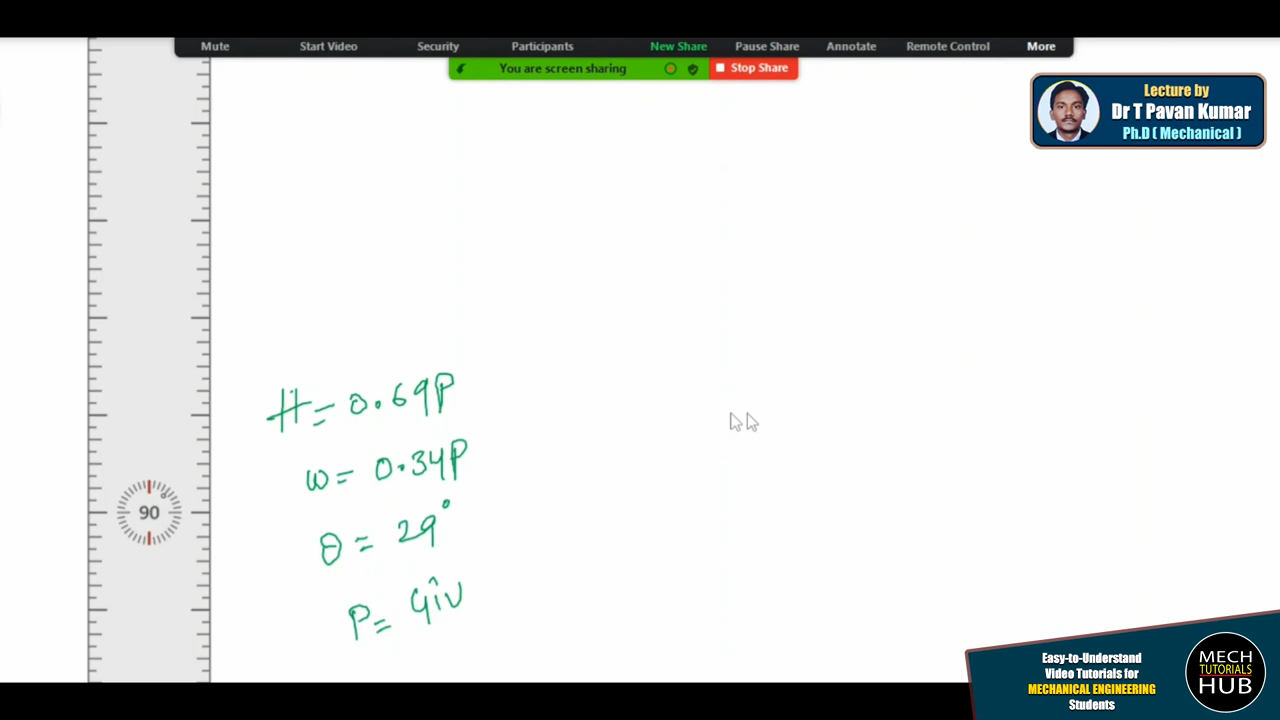 Mute Start Video Security Participants New Share Pause Share Annotate Remote Control More
You are screen sharing Stop Share
Lecture by
Dr T Pavan Kumar
Ph.D ( Mechanical )
H = 0.69P
w = 0.34P
θ = 29°
P = Giv
90
Easy-to-Understand
Video Tutorials for
MECHANICAL ENGINEERING
Students
MECH
TUTORIALS
HUB